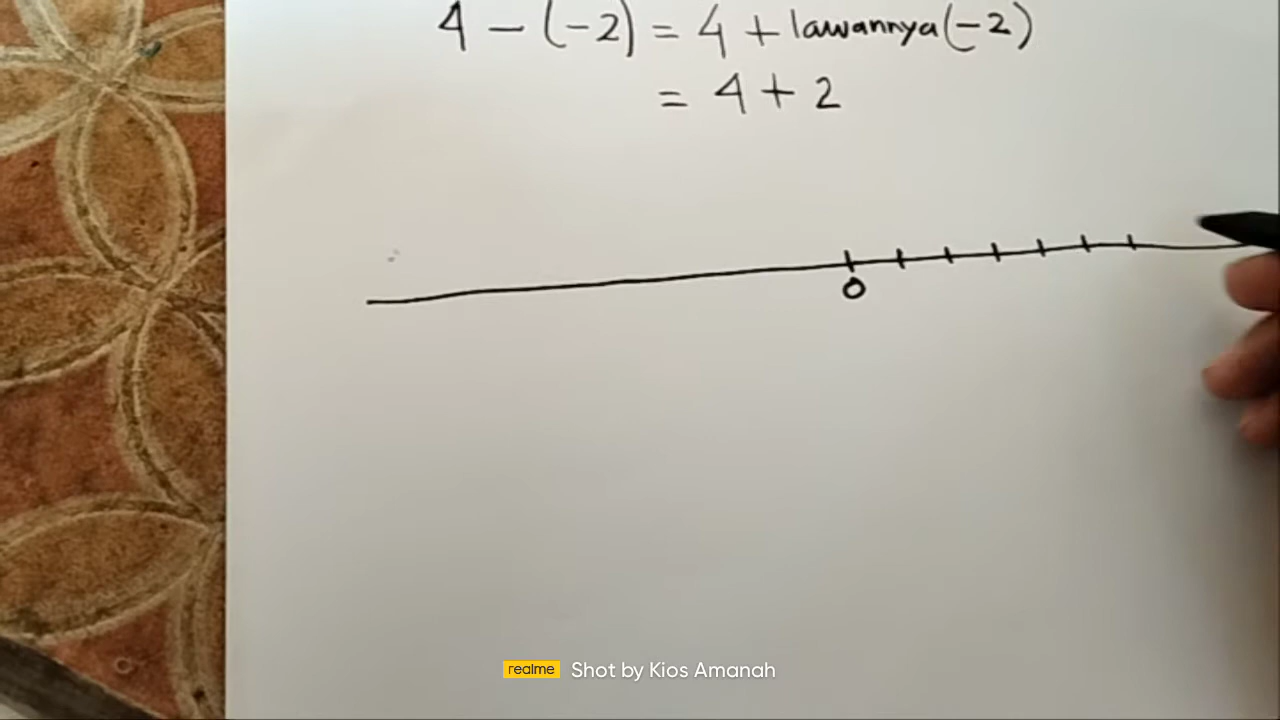 4 - (-2) = 4 + lawannya (-2)
= 4 + 2
0
realme Shot by Kios Amanah